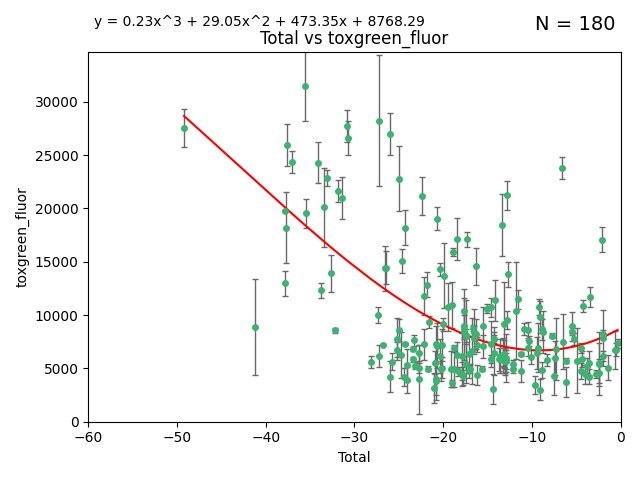 y = 0.23x^3 + 29.05x^2 + 473.35x + 8768.29
N = 180
Total vs toxgreen_fluor
toxgreen_fluor
30000
25000
20000
15000
10000
5000
0
−60
−50
−40
−30
−20
−10
0
Total